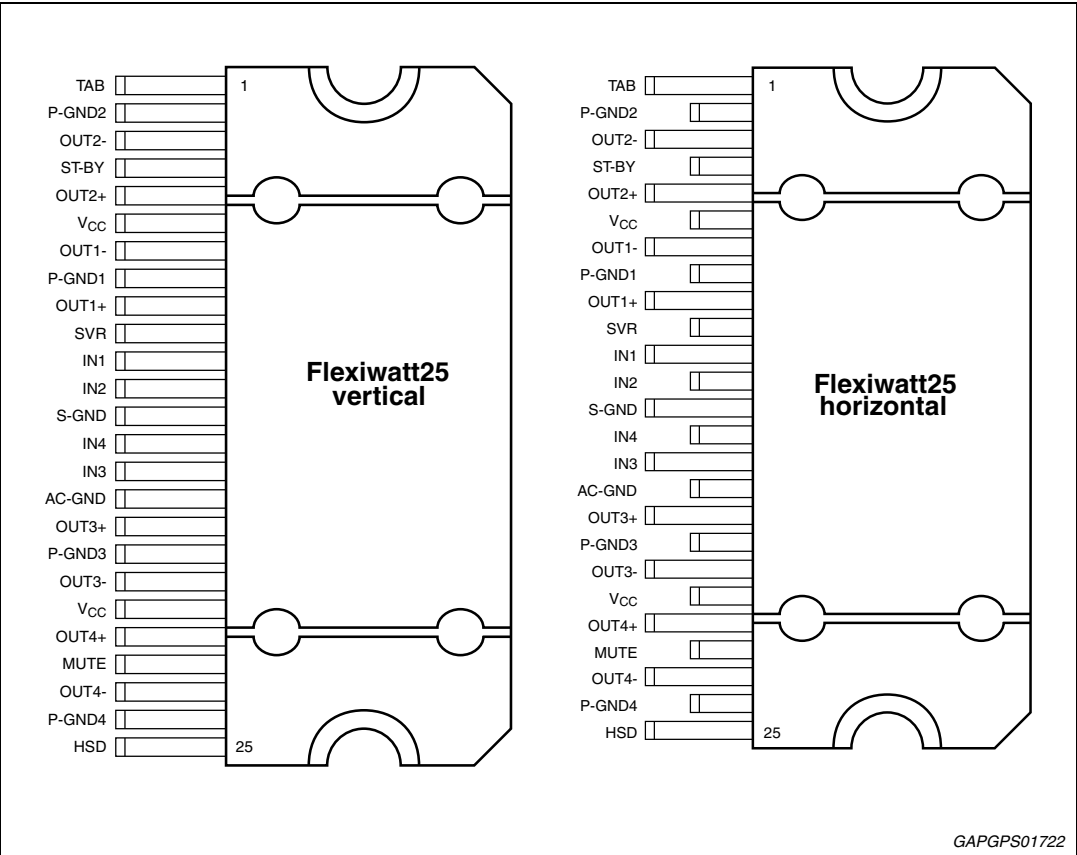 TAB
P-GND2
OUT2-
ST-BY
OUT2+
VCC
OUT1-
P-GND1
OUT1+
SVR
IN1
IN2
S-GND
IN4
IN3
AC-GND
OUT3+
P-GND3
OUT3-
VCC
OUT4+
MUTE
OUT4-
P-GND4
HSD
1
Flexiwatt25
vertical
25
TAB
P-GND2
OUT2-
ST-BY
OUT2+
VCC
OUT1-
P-GND1
OUT1+
SVR
IN1
IN2
S-GND
IN4
IN3
AC-GND
OUT3+
P-GND3
OUT3-
VCC
OUT4+
MUTE
OUT4-
P-GND4
HSD
1
Flexiwatt25
horizontal
25
GAPGPS01722